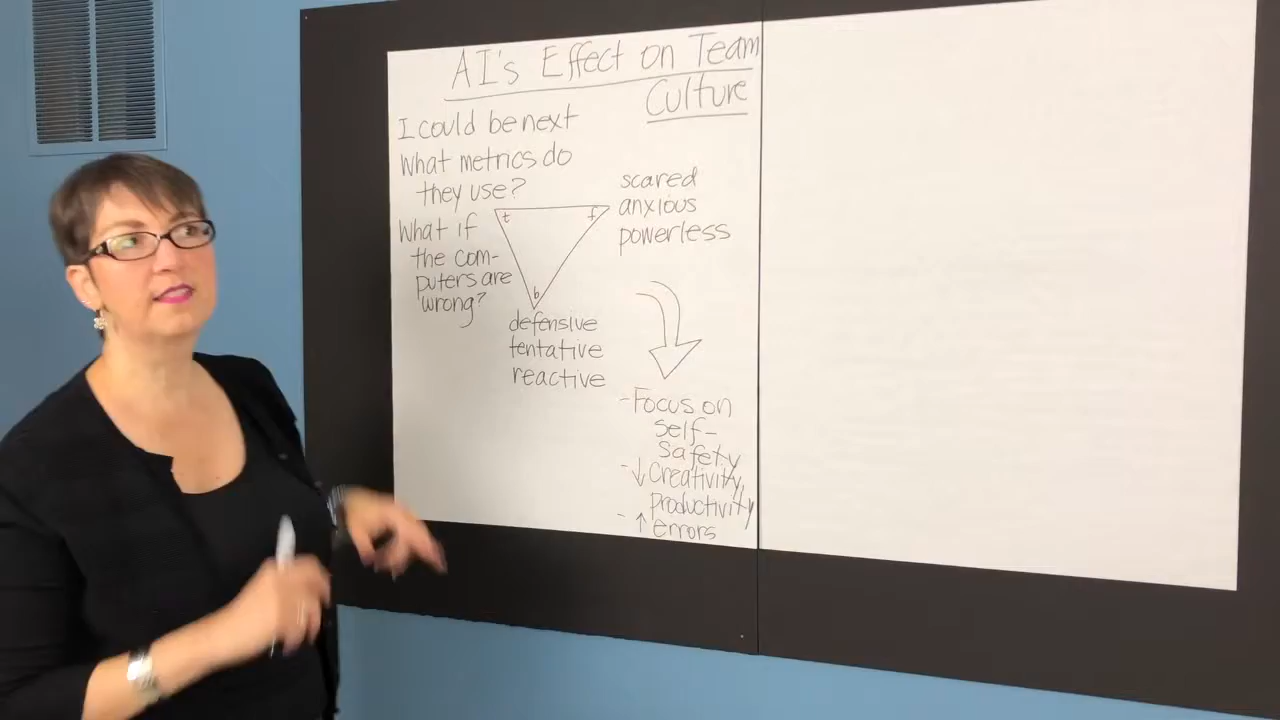 AI's Effect on Team
Culture
I could be next
What metrics do
they use?
What if
the com-
puters are
wrong?
t
f
b
scared
anxious
powerless
defensive
tentative
reactive
- Focus on
self-
safety
- ↓ Creativity,
productivity
- ↑ errors